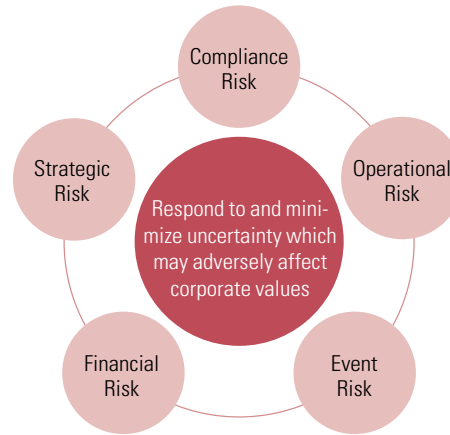 Compliance
Risk
Strategic
Risk
Operational
Risk
Respond to and mini-
mize uncertainty which
may adversely affect
corporate values
Financial
Risk
Event
Risk